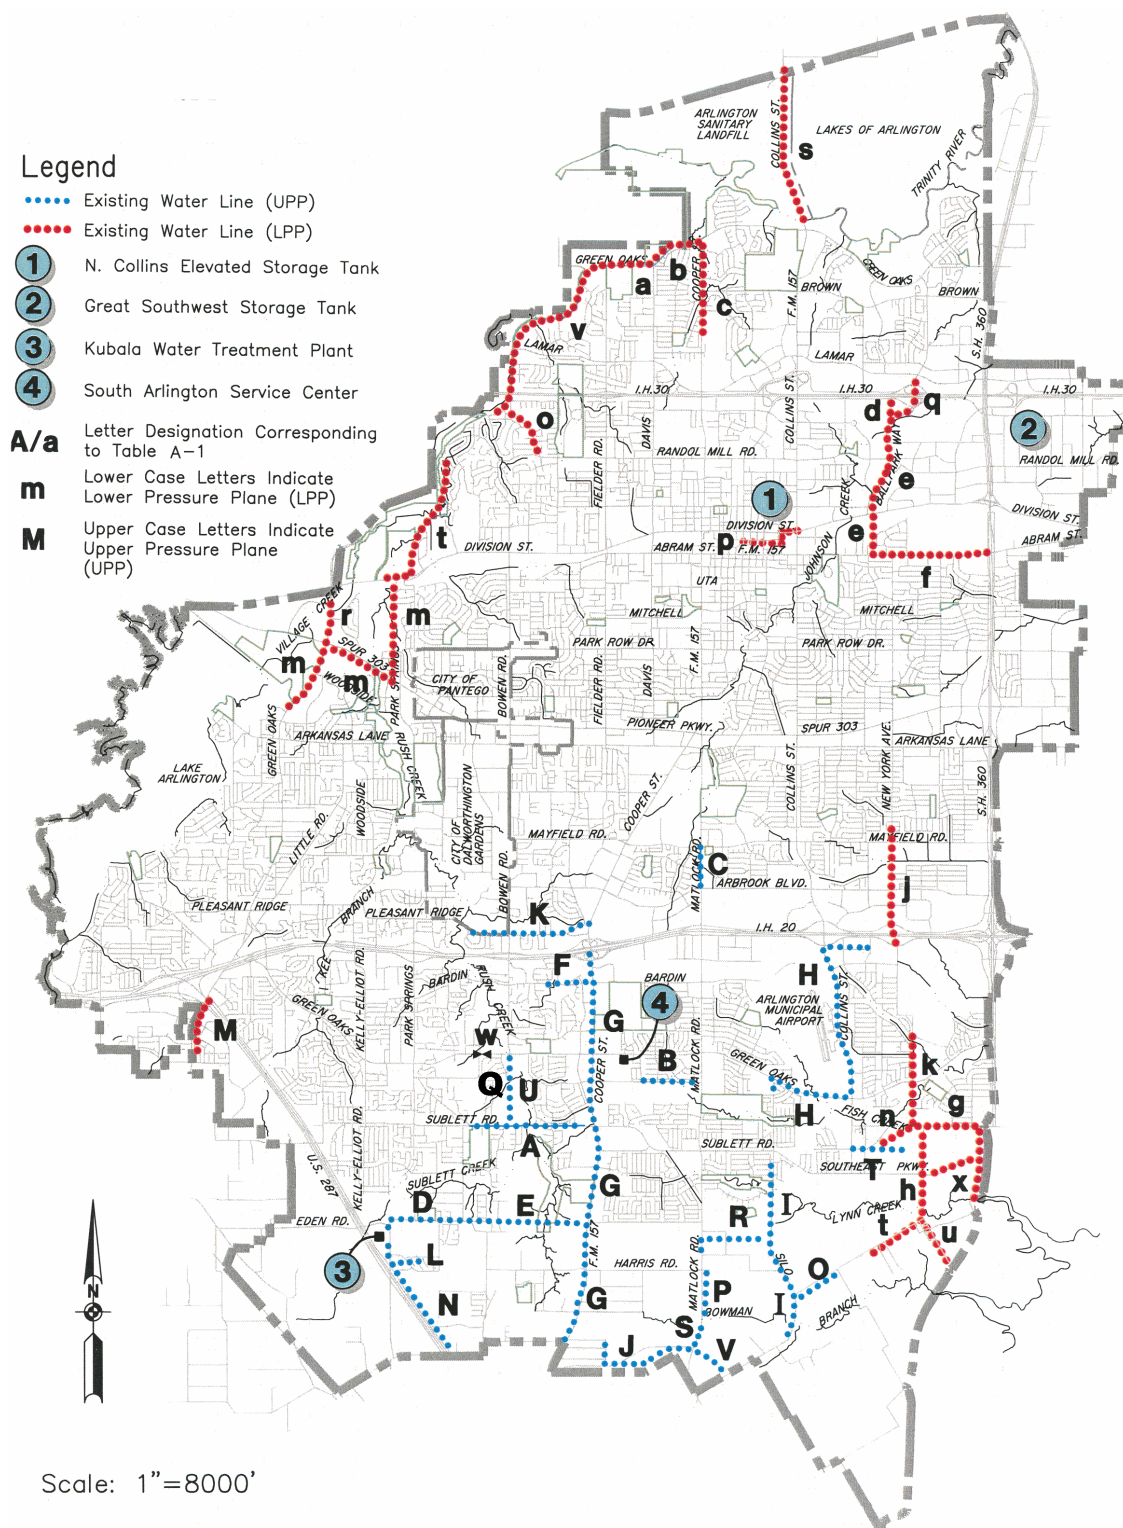 Legend
Existing Water Line (UPP)
Existing Water Line (LPP)
1 N. Collins Elevated Storage Tank
2 Great Southwest Storage Tank
3 Kubala Water Treatment Plant
4 South Arlington Service Center
A/a Letter Designation Corresponding
to Table A-1
m Lower Case Letters Indicate
Lower Pressure Plane (LPP)
M Upper Case Letters Indicate
Upper Pressure Plane
(UPP)
ARLINGTON
SANITARY
LANDFILL
COLLINS ST.
LAKES OF ARLINGTON
s
TRINITY RIVER
GREEN OAKS
a
b
COOPER ST.
c
F.M. 157
BROWN
GREEN OAKS
BROWN
v
LAMAR
LAMAR
S.H. 360
I.H.30
I.H.30
I.H.30
o
d
q
2
FIELDER RD.
DAVIS
COLLINS ST.
RANDOL MILL RD.
BALLPARK WAY
RANDOL MILL RD.
e
1
CREEK
t
DIVISION ST.
DIVISION ST.
DIVISION ST.
p
ABRAM ST.
F.M. 157
e
ABRAM ST.
JOHNSON
f
UTA
VILLAGE CREEK
r
m
MITCHELL
MITCHELL
PARK ROW DR.
PARK ROW DR.
F.M. 157
m
SPUR 303
m
WOODSIDE
PARK SPRINGS
CITY OF
PANTEGO
BOWEN RD.
FIELDER RD.
DAVIS
PIONEER PKWY.
SPUR 303
NEW YORK AVE.
GREEN OAKS
ARKANSAS LANE
ARKANSAS LANE
RUSH CREEK
LAKE
ARLINGTON
WOODSIDE
CITY OF
DALWORTHINGTON
GARDENS
COOPER ST.
COLLINS ST.
S.H. 360
LITTLE RD.
MAYFIELD RD.
MAYFIELD RD.
BOWEN RD.
MATLOCK RD.
C
ARBROOK BLVD.
j
PLEASANT RIDGE
BRANCH
PLEASANT RIDGE
K
I.H. 20
KEE
KELLY-ELLIOT RD.
PARK SPRINGS
BARDIN
RUSH CREEK
F
BARDIN
H
4
GREEN OAKS
ARLINGTON
MUNICIPAL
AIRPORT
COLLINS ST.
M
G
w
COOPER ST.
B
MATLOCK RD.
GREEN OAKS
k
Q
U
g
H
FISH CREEK
n
SUBLETT RD.
KELLY-ELLIOT RD.
A
SUBLETT RD.
U.S. 287
SUBLETT CREEK
T
SOUTHEAST PKWY.
x
G
h
D
E
R
I
LYNN CREEK
EDEN RD.
t
u
F.M. 157
L
3
HARRIS RD.
MATLOCK RD.
SILO
O
N
G
P
BOWMAN
I
BRANCH
S
J
V
N
Scale: 1"=8000'